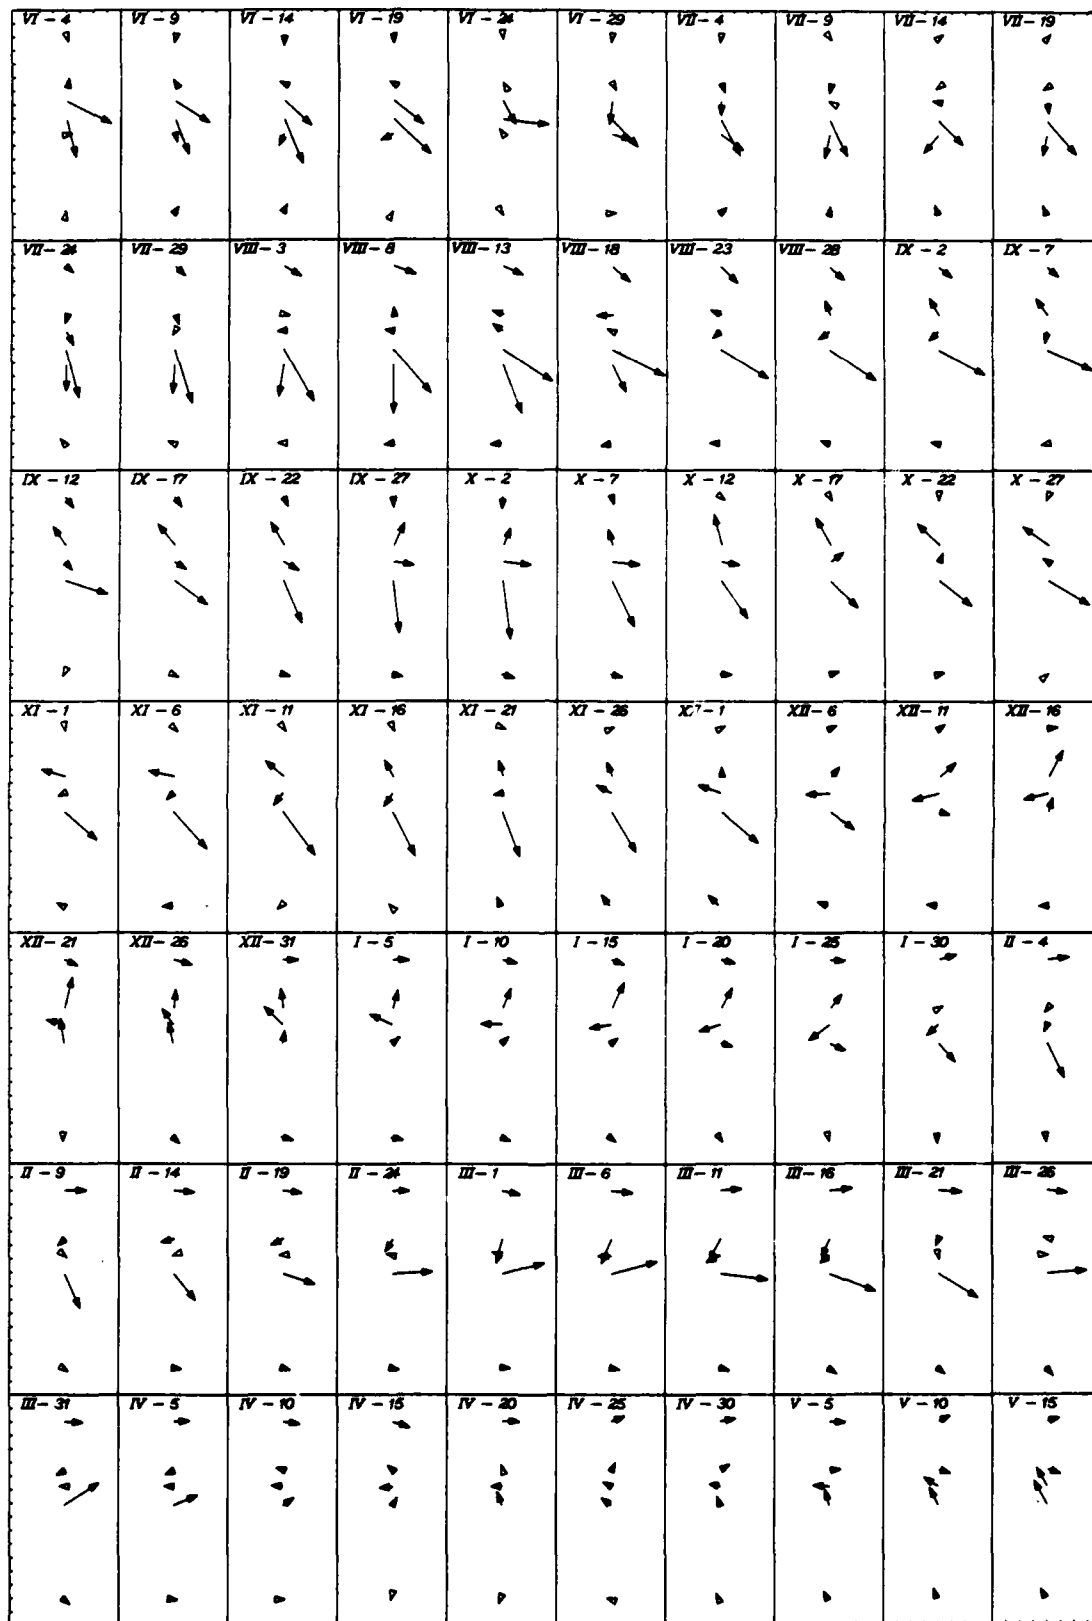 VI - 4 VI - 9 VI - 14 VI - 19 VI - 24 VI - 29 VII - 4 VII - 9 VII - 14 VII - 19
VII - 24 VII - 29 VIII - 3 VIII - 8 VIII - 13 VIII - 18 VIII - 23 VIII - 28 IX - 2 IX - 7
IX - 12 IX - 17 IX - 22 IX - 27 X - 2 X - 7 X - 12 X - 17 X - 22 X - 27
XI - 1 XI - 6 XI - 11 XI - 16 XI - 21 XI - 26 XII - 1 XII - 6 XII - 11 XII - 16
XII - 21 XII - 26 XII - 31 I - 5 I - 10 I - 15 I - 20 I - 25 I - 30 II - 4
II - 9 II - 14 II - 19 II - 24 III - 1 III - 6 III - 11 III - 16 III - 21 III - 26
III - 31 IV - 5 IV - 10 IV - 15 IV - 20 IV - 25 IV - 30 V - 5 V - 10 V - 15